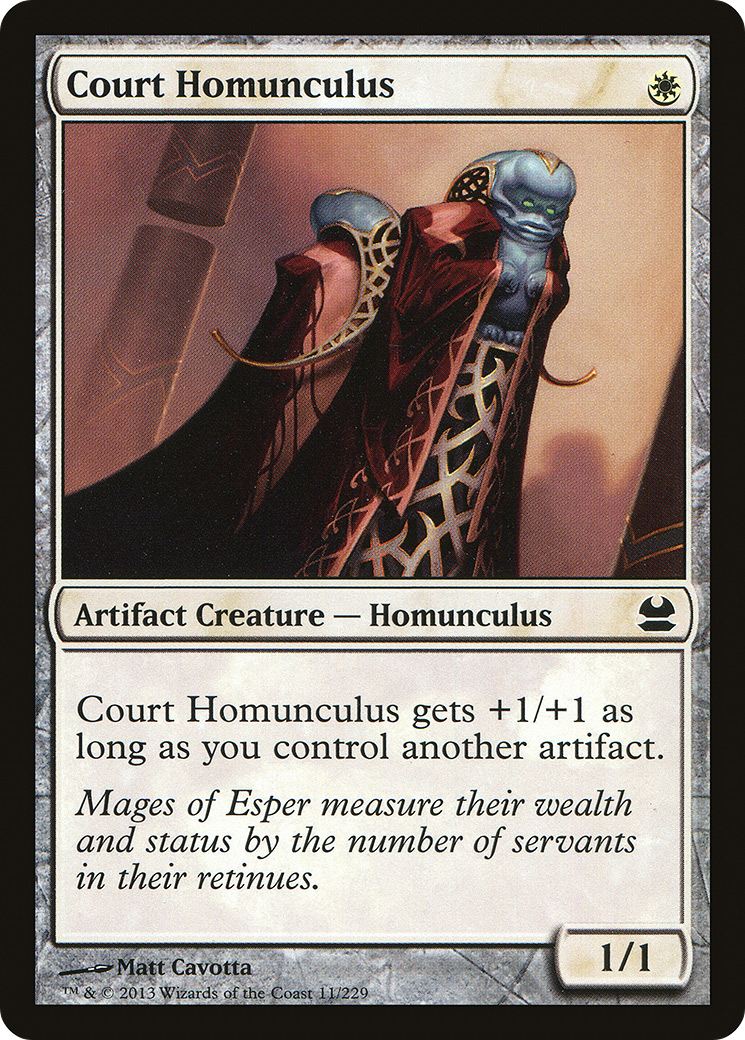 Court Homunculus
Artifact Creature — Homunculus
Court Homunculus gets +1/+1 as
long as you control another artifact.
Mages of Esper measure their wealth
and status by the number of servants
in their retinues.
1/1
Matt Cavotta
™ & © 2013 Wizards of the Coast 11/229